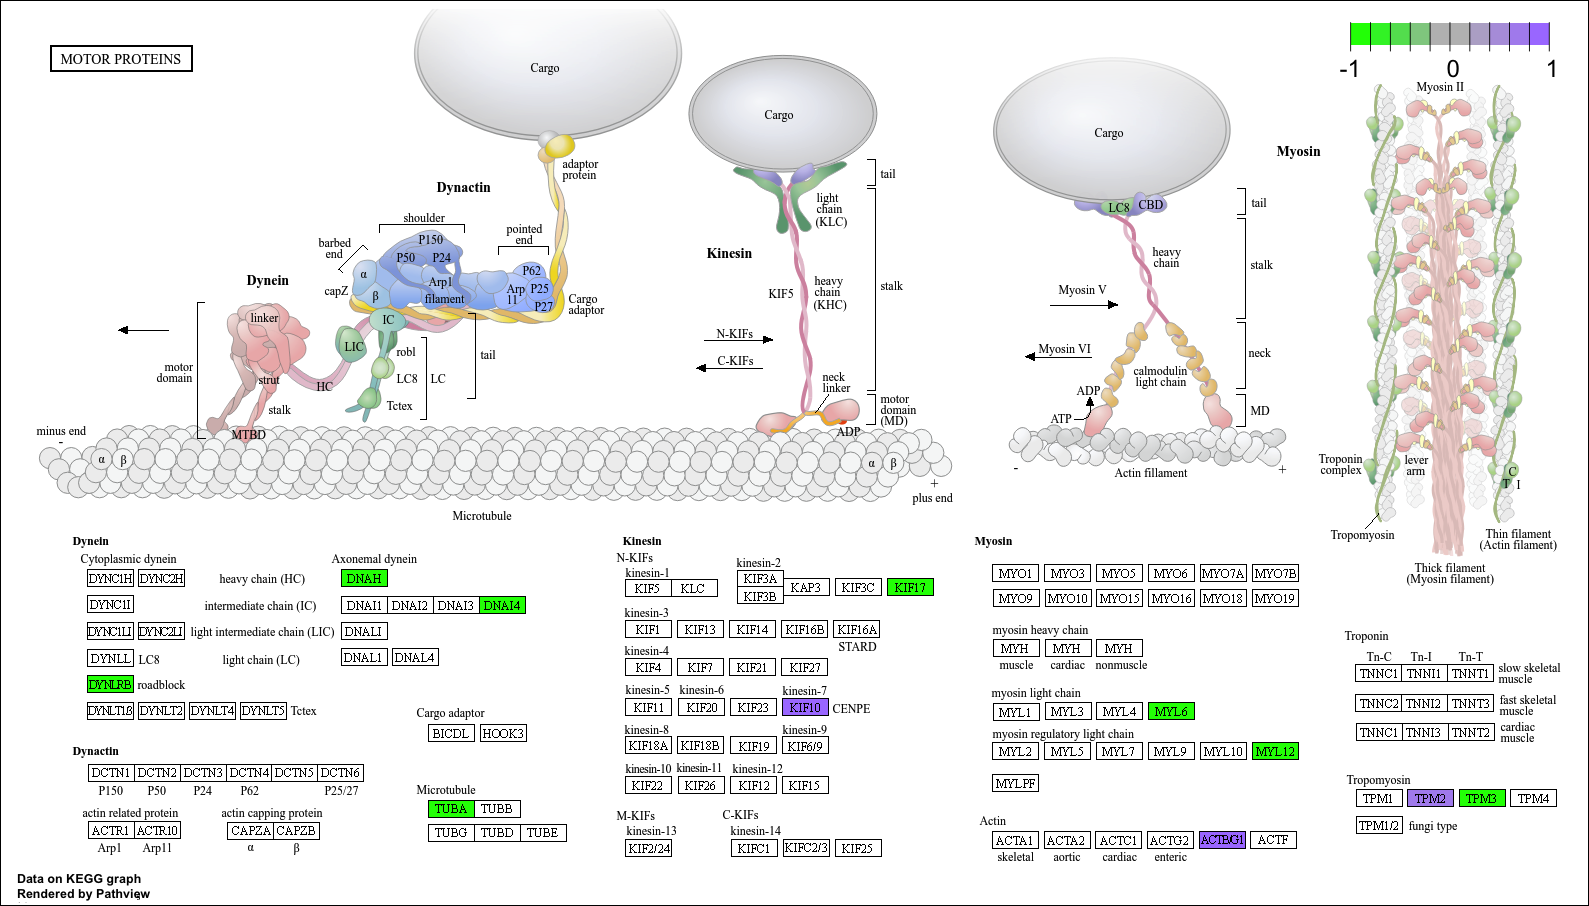 MOTOR PROTEINS
-1 0 1
Cargo
adaptor
protein
Dynactin
shoulder
P150
P50 P24
barbed
end
α
β
capZ
Arp1
filament
pointed
end
P62
Arp
11
P25
P27
Cargo
adaptor
Dynein
linker
motor
domain
strut
stalk
MTBD
HC
LIC
IC
robl
LC8
LC
Tctex
tail
minus end
-
α β
α β
+
plus end
Microtubule
Cargo
tail
light
chain
(KLC)
Kinesin
KIF5
heavy
chain
(KHC)
stalk
N-KIFs
C-KIFs
neck
linker
motor
domain
(MD)
ADP
Cargo
Myosin
LC8 CBD
tail
heavy
chain
stalk
Myosin V
Myosin VI
neck
calmodulin
light chain
ADP
ATP
MD
-
+
Actin fillament
Myosin II
Troponin
complex
lever
arm
C
T I
Tropomyosin
Thin filament
(Actin filament)
Thick filament
(Myosin filament)
Dynein
Cytoplasmic dynein Axonemal dynein
DYNC1H DYNC2H heavy chain (HC) DNAH
DYNC1I intermediate chain (IC) DNAI1 DNAI2 DNAI3 DNAI4
DYNC1LI DYNC2LI light intermediate chain (LIC) DNALI
DYNLL LC8 light chain (LC) DNAL1 DNAL4
DYNLRB roadblock
DYNLT1β DYNLT2 DYNLT4 DYNLT5 Tctex
Dynactin
DCTN1 DCTN2 DCTN3 DCTN4 DCTN5 DCTN6
P150 P50 P24 P62 P25/27
actin related protein actin capping protein
ACTR1 ACTR10 CAPZA CAPZB
Arp1 Arp11 α β
Cargo adaptor
BICDL HOOK3
Microtubule
TUBA TUBB
TUBG TUBD TUBE
Kinesin
N-KIFs
kinesin-1 kinesin-2
KIF5 KLC KIF3A KIF3B KAP3 KIF3C KIF17
kinesin-3
KIF1 KIF13 KIF14 KIF16B KIF16A
STARD
kinesin-4
KIF4 KIF7 KIF21 KIF27
kinesin-5 kinesin-6 kinesin-7
KIF11 KIF20 KIF23 KIF10 CENPE
kinesin-8 kinesin-9
KIF18A KIF18B KIF19 KIF6/9
kinesin-10 kinesin-11 kinesin-12
KIF22 KIF26 KIF12 KIF15
M-KIFs C-KIFs
kinesin-13 kinesin-14
KIF2/24 KIFC1 KIFC2/3 KIF25
Myosin
MYO1 MYO3 MYO5 MYO6 MYO7A MYO7B
MYO9 MYO10 MYO15 MYO16 MYO18 MYO19
myosin heavy chain
MYH MYH MYH
muscle cardiac nonmuscle
myosin light chain
MYL1 MYL3 MYL4 MYL6
myosin regulatory light chain
MYL2 MYL5 MYL7 MYL9 MYL10 MYL12
MYLPF
Actin
ACTA1 ACTA2 ACTC1 ACTG2 ACTB/G1 ACTF
skeletal aortic cardiac enteric
Troponin
Tn-C Tn-I Tn-T
TNNC1 TNNI1 TNNT1 slow skeletal
muscle
TNNC2 TNNI2 TNNT3 fast skeletal
muscle
TNNC1 TNNI3 TNNT2 cardiac
muscle
Tropomyosin
TPM1 TPM2 TPM3 TPM4
TPM1/2 fungi type
Data on KEGG graph
Rendered by Pathview